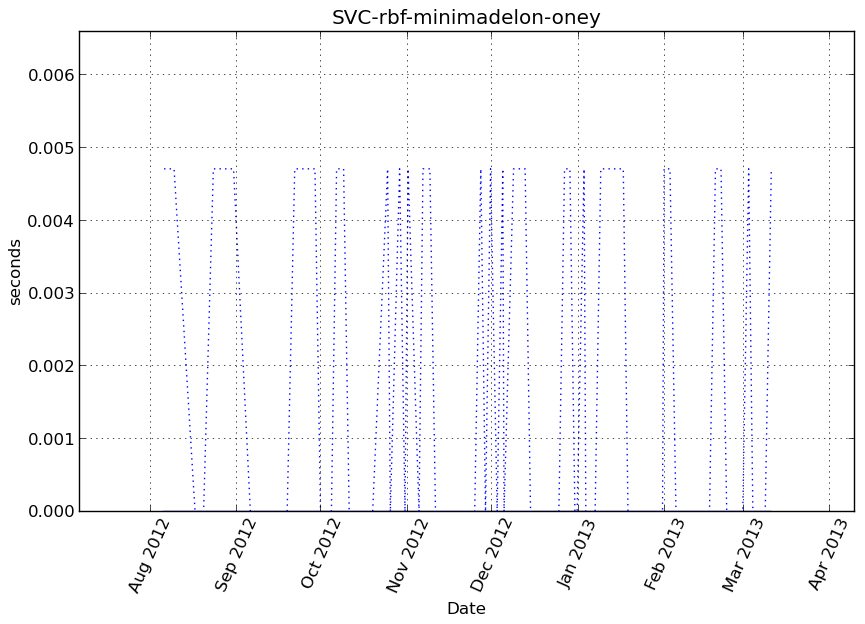 SVC-rbf-minimadelon-oney
0.006
0.005
0.004
0.003
0.002
0.001
0.000
seconds
Aug 2012
Sep 2012
Oct 2012
Nov 2012
Dec 2012
Jan 2013
Feb 2013
Mar 2013
Apr 2013
Date